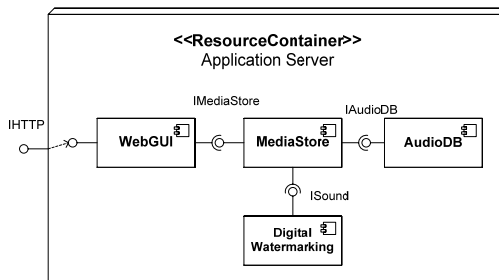 <<ResourceContainer>>
Application Server
IMediaStore
IAudioDB
IHTTP
WebGUI
MediaStore
AudioDB
ISound
Digital
Watermarking